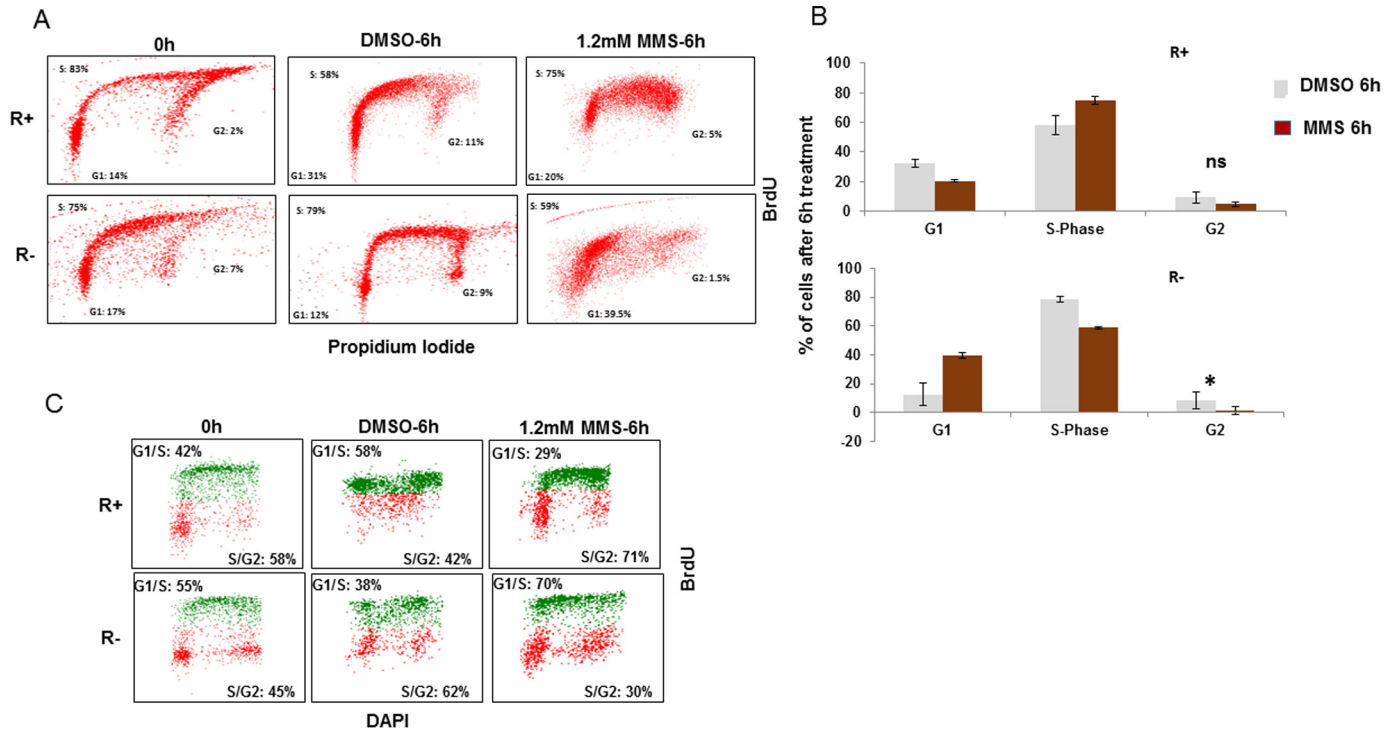 A
0h
DMSO-6h
1.2mM MMS-6h
R+
S: 83%
G2: 2%
G1: 14%
S: 58%
G2: 11%
G1: 31%
S: 75%
G2: 5%
G1: 20%
R-
S: 75%
G2: 7%
G1: 17%
S: 79%
G2: 9%
G1: 12%
S: 59%
G2: 1.5%
G1: 39.5%
BrdU
Propidium Iodide
B
% of cells after 6h treatment
R+
100
80
60
40
20
0
ns
G1
S-Phase
G2
DMSO 6h
MMS 6h
R-
100
80
60
40
20
0
-20
*
G1
S-Phase
G2
C
0h
DMSO-6h
1.2mM MMS-6h
R+
G1/S: 42%
S/G2: 58%
G1/S: 58%
S/G2: 42%
G1/S: 29%
S/G2: 71%
R-
G1/S: 55%
S/G2: 45%
G1/S: 38%
S/G2: 62%
G1/S: 70%
S/G2: 30%
BrdU
DAPI